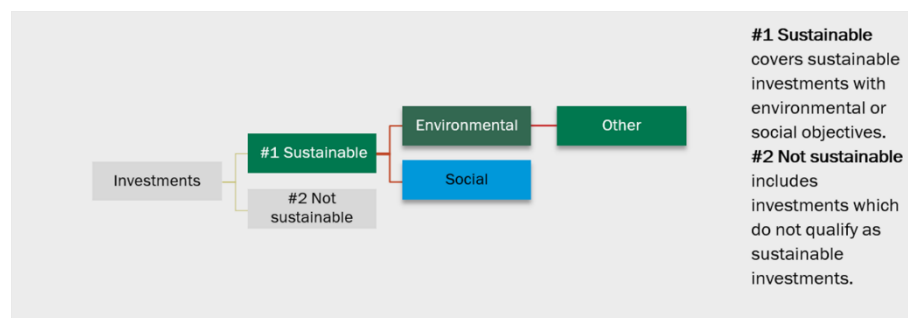 Investments
#1 Sustainable
#2 Not
sustainable
Environmental
Social
Other
#1 Sustainable
covers sustainable
investments with
environmental or
social objectives.
#2 Not sustainable
includes
investments which
do not qualify as
sustainable
investments.